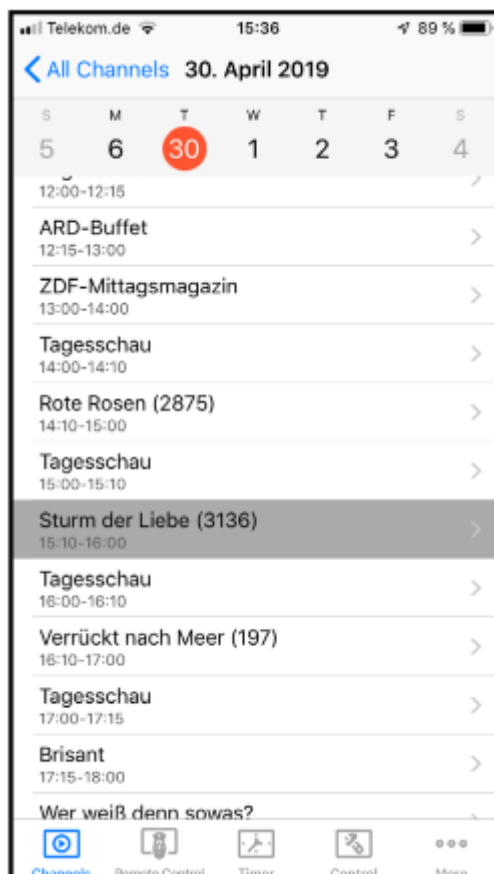 Telekom.de 15:36 89 %
All Channels 30. April 2019
S M T W T F S
5 6 30 1 2 3 4
12:00-12:15
ARD-Buffet
12:15-13:00
ZDF-Mittagsmagazin
13:00-14:00
Tagesschau
14:00-14:10
Rote Rosen (2875)
14:10-15:00
Tagesschau
15:00-15:10
Sturm der Liebe (3136)
15:10-16:00
Tagesschau
16:00-16:10
Verrückt nach Meer (197)
16:10-17:00
Tagesschau
17:00-17:15
Brisant
17:15-18:00
Wer weiß denn sowas?
Channels Remote Control Timer Control More